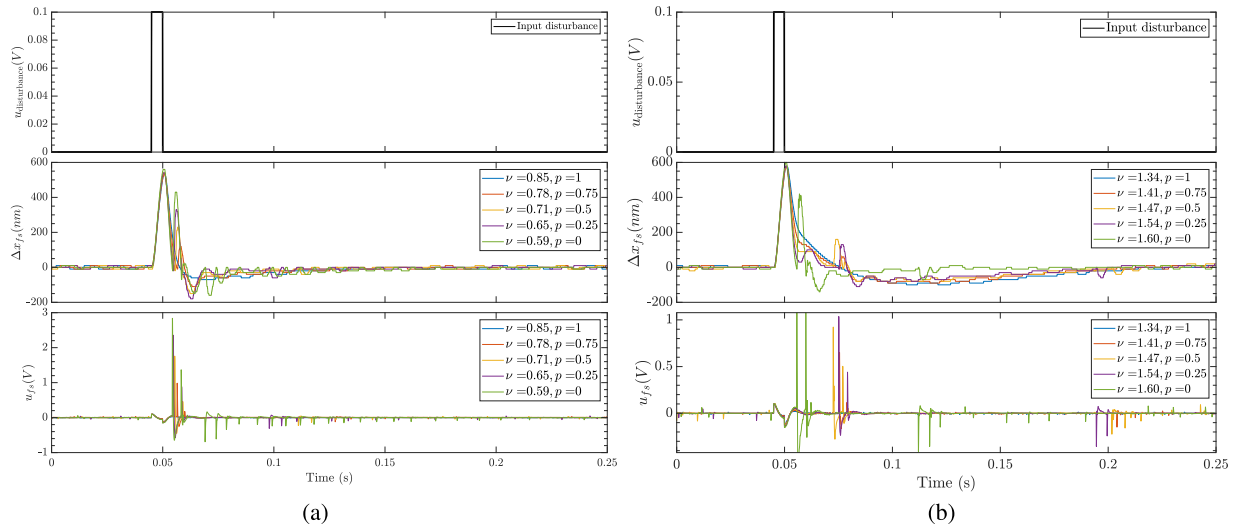 0.1
0.08
0.06
0.04
0.02
0
u_disturbance(V)
Input disturbance
600
400
200
0
-200
Δx_fs(nm)
ν =0.85, p =1
ν =0.78, p =0.75
ν =0.71, p =0.5
ν =0.65, p =0.25
ν =0.59, p =0
3
2
1
0
-1
u_fs(V)
ν =0.85, p =1
ν =0.78, p =0.75
ν =0.71, p =0.5
ν =0.65, p =0.25
ν =0.59, p =0
0 0.05 0.1 0.15 0.2 0.25
Time (s)
(a)
0.1
0.05
0
u_disturbance(V)
Input disturbance
600
400
200
0
-200
Δx_fs(nm)
ν =1.34, p =1
ν =1.41, p =0.75
ν =1.47, p =0.5
ν =1.54, p =0.25
ν =1.60, p =0
1
0.5
0
u_fs(V)
ν =1.34, p =1
ν =1.41, p =0.75
ν =1.47, p =0.5
ν =1.54, p =0.25
ν =1.60, p =0
0 0.05 0.1 0.15 0.2 0.25
Time (s)
(b)